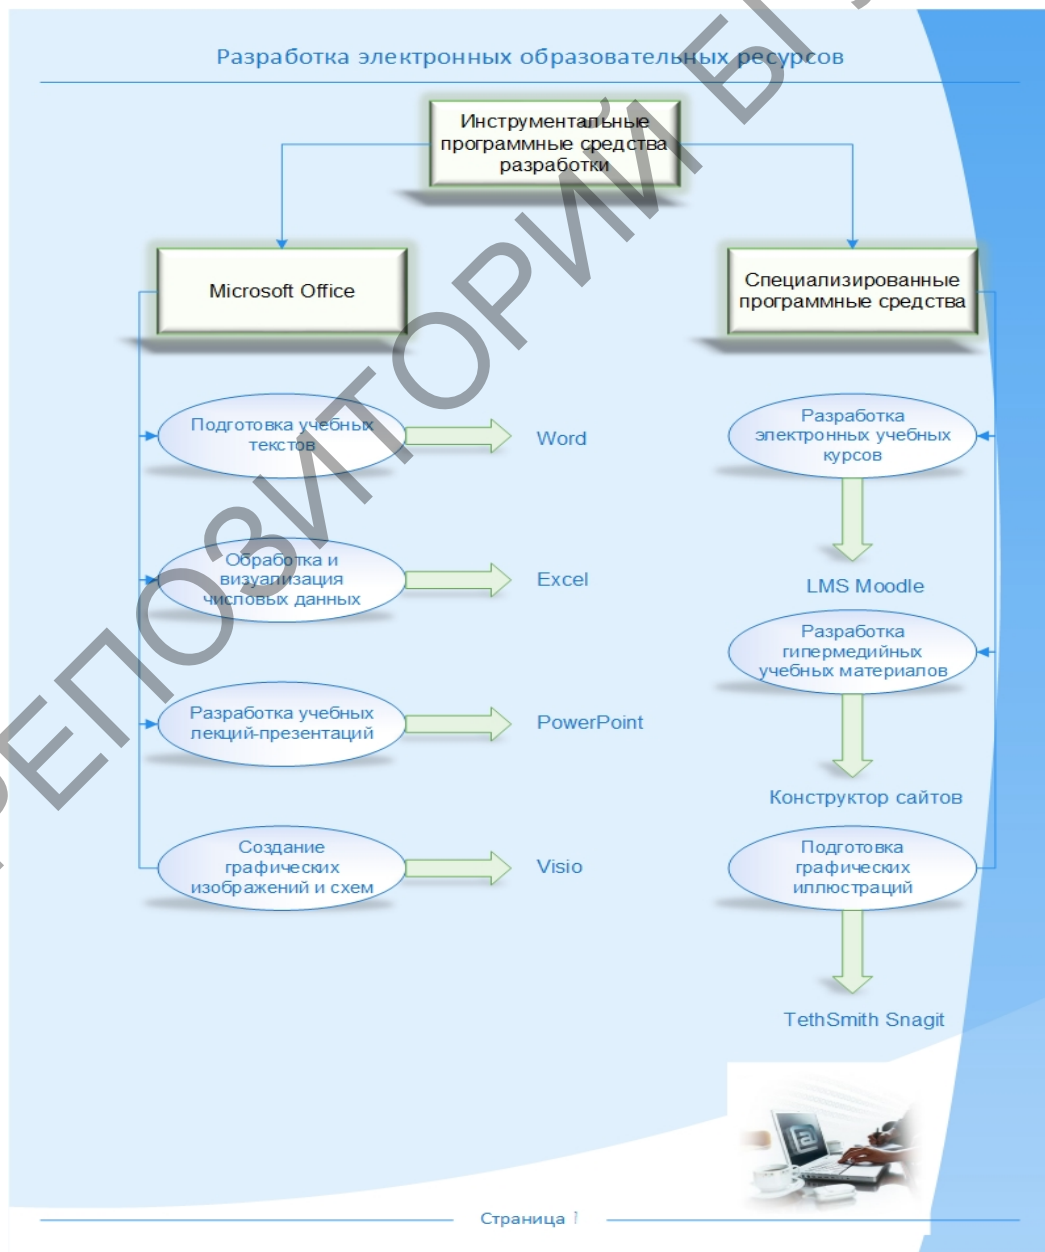 Разработка электронных образовательных ресурсов
Инструментальные
программные средства
разработки
Microsoft Office
Специализированные
программные средства
Подготовка учебных
текстов
Word
Разработка
электронных учебных
курсов
Обработка и
визуализация
числовых данных
Excel
LMS Moodle
Разработка
гипермедийных
учебных материалов
Разработка учебных
лекций-презентаций
PowerPoint
Конструктор сайтов
Создание
графических
изображений и схем
Visio
Подготовка
графических
иллюстраций
TethSmith Snagit
Страница 1
РЕПОЗИТОРИЙ